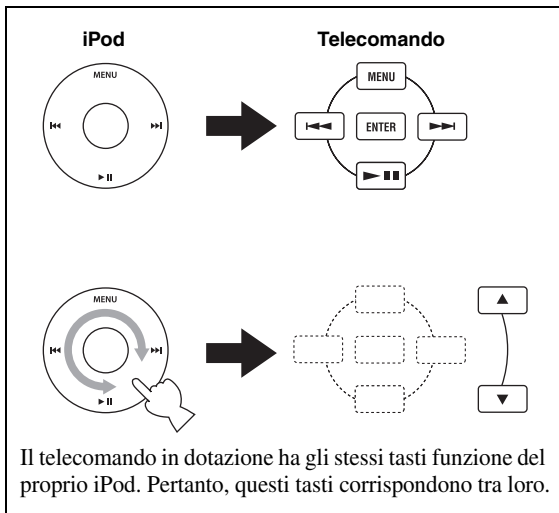 iPod Telecomando
MENU
MENU
ENTER
MENU
Il telecomando in dotazione ha gli stessi tasti funzione del
proprio iPod. Pertanto, questi tasti corrispondono tra loro.